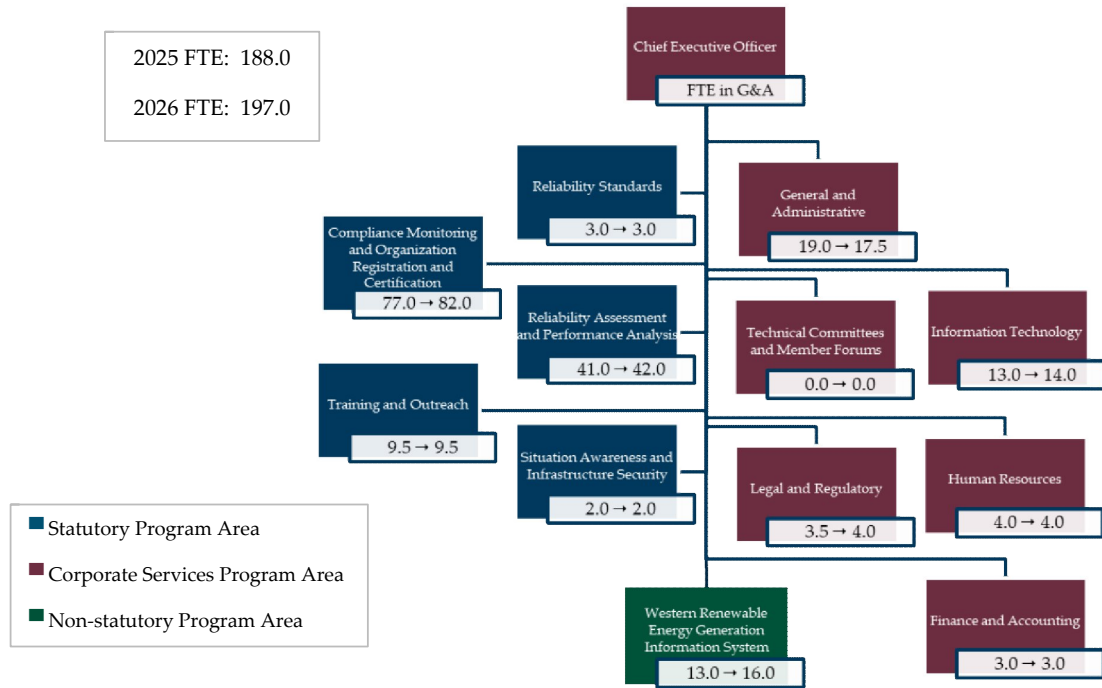 2025 FTE: 188.0
2026 FTE: 197.0
Chief Executive Officer
FTE in G&A
Reliability Standards
3.0 → 3.0
General and
Administrative
19.0 → 17.5
Compliance Monitoring
and Organization
Registration and
Certification
77.0 → 82.0
Reliability Assessment
and Performance Analysis
41.0 → 42.0
Technical Committees
and Member Forums
0.0 → 0.0
Information Technology
13.0 → 14.0
Training and Outreach
9.5 → 9.5
Situation Awareness and
Infrastructure Security
2.0 → 2.0
Legal and Regulatory
3.5 → 4.0
Human Resources
4.0 → 4.0
Statutory Program Area
Corporate Services Program Area
Non-statutory Program Area
Western Renewable
Energy Generation
Information System
13.0 → 16.0
Finance and Accounting
3.0 → 3.0